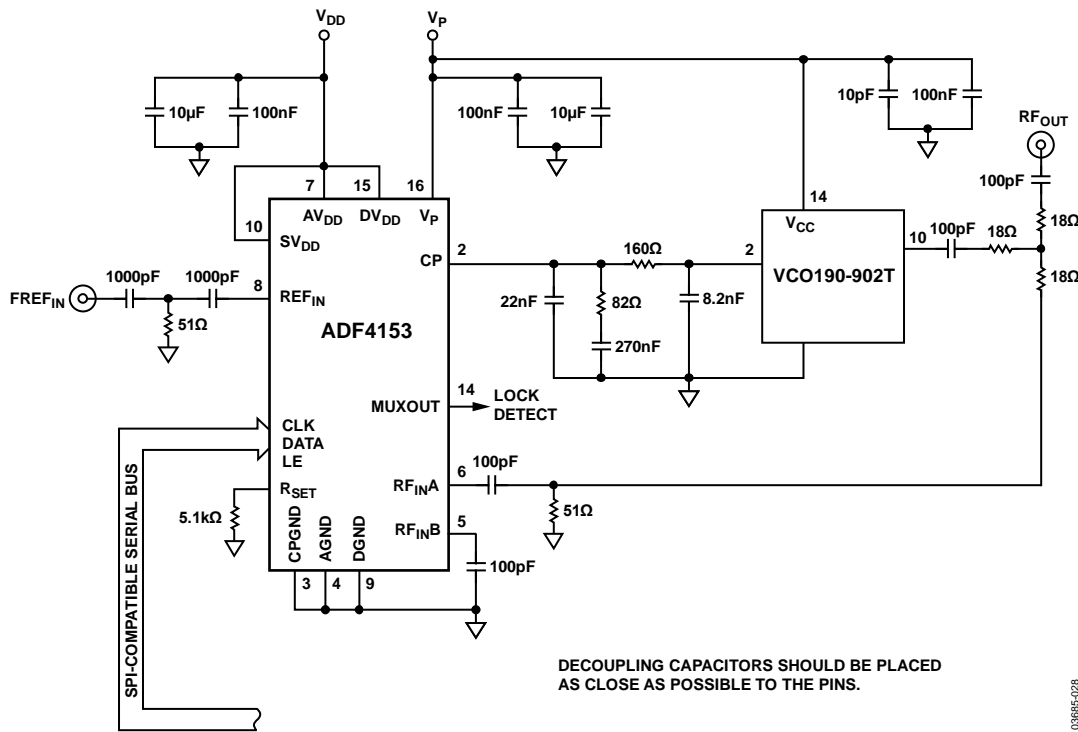 VDD
VP
10µF
100nF
100nF
10µF
10pF
100nF
RFOUT
100pF
18Ω
18Ω
100pF
18Ω
7
15
16
14
AVDD
DVDD
VP
VCC
10
SVDD
2
CP
160Ω
2
10
VCO190-902T
FREFIN
1000pF
1000pF
8
REFIN
51Ω
ADF4153
22nF
82Ω
8.2nF
270nF
14
MUXOUT
LOCK
DETECT
CLK
DATA
LE
6
RFINA
100pF
51Ω
RSET
5.1kΩ
5
RFINB
100pF
CPGND
AGND
DGND
3
4
9
SPI-COMPATIBLE SERIAL BUS
DECOUPLING CAPACITORS SHOULD BE PLACED
AS CLOSE AS POSSIBLE TO THE PINS.
03685-028